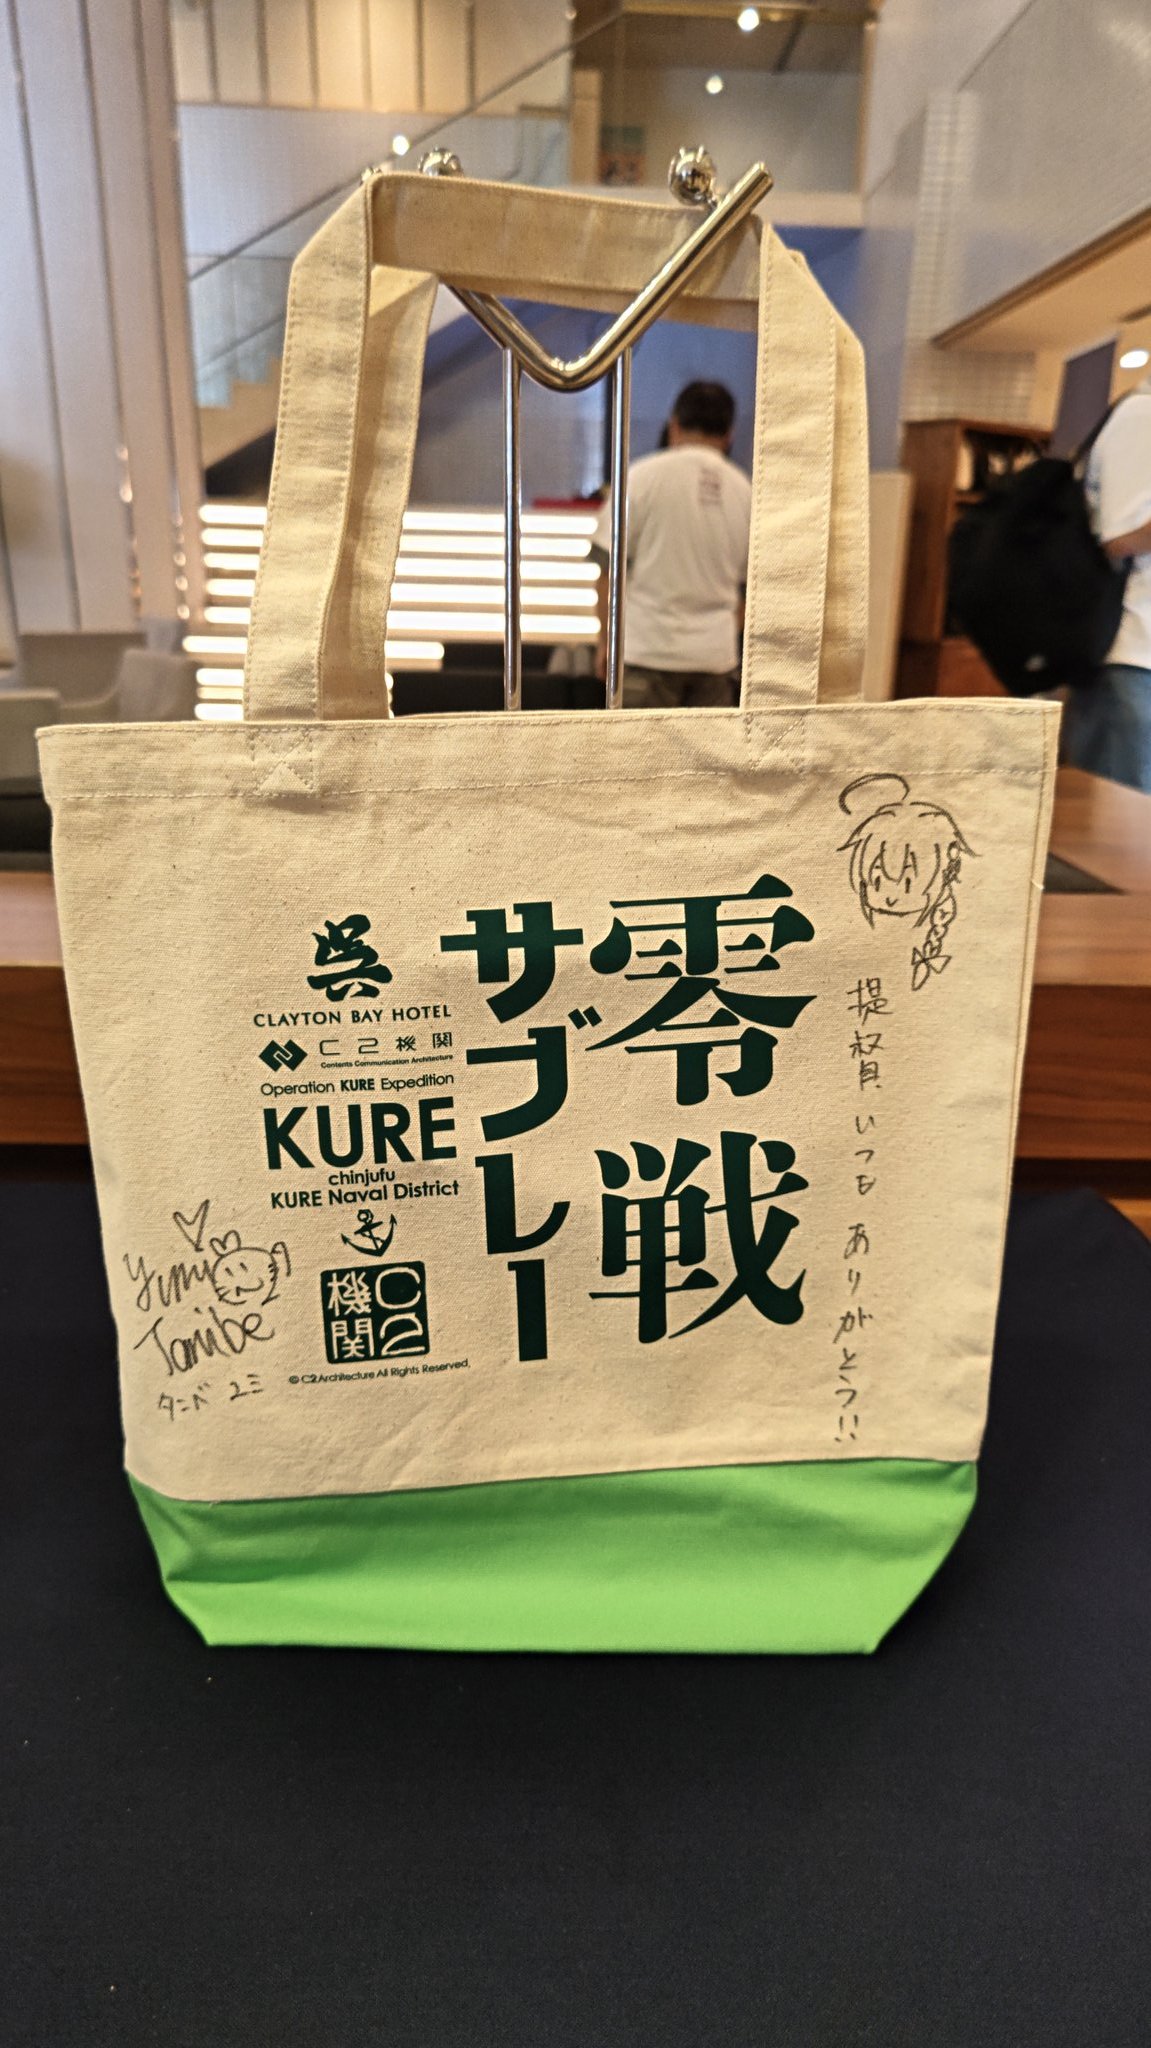 零戦
サブレー
呉
CLAYTON BAY HOTEL
C2機関
Contents Communication Architecture
Operation KURE Expedition
KURE
chinjufu
KURE Naval District
C2
機関
© C2Architecture All Rights Reserved.
提督 いつも ありがとう!!
Yumi
Tanibe
タニベ ユミ